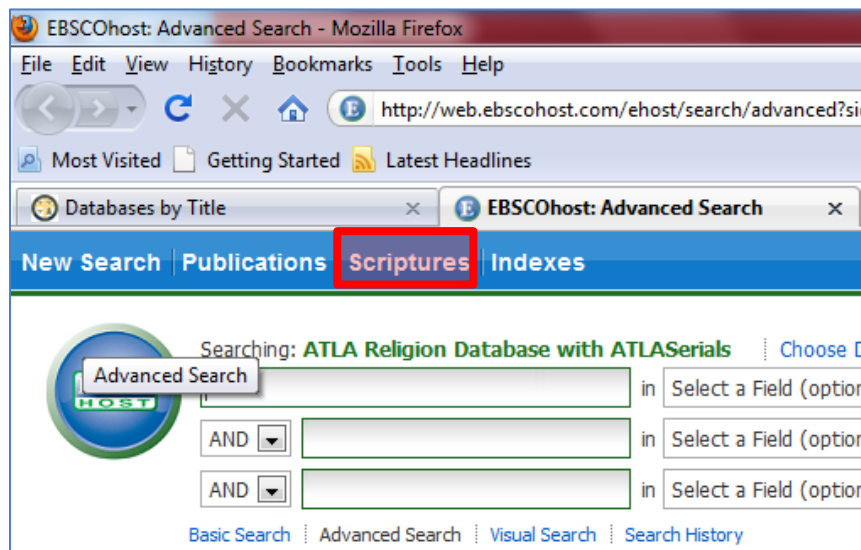 EBSCOhost: Advanced Search - Mozilla Firefox
File Edit View History Bookmarks Tools Help
http://web.ebscohost.com/ehost/search/advanced?si
Most Visited Getting Started Latest Headlines
Databases by Title EBSCOhost: Advanced Search
New Search Publications Scriptures Indexes
Searching: ATLA Religion Database with ATLASerials Choose D
Advanced Search
HOST
in Select a Field (option
AND in Select a Field (option
AND in Select a Field (option
Basic Search Advanced Search Visual Search Search History